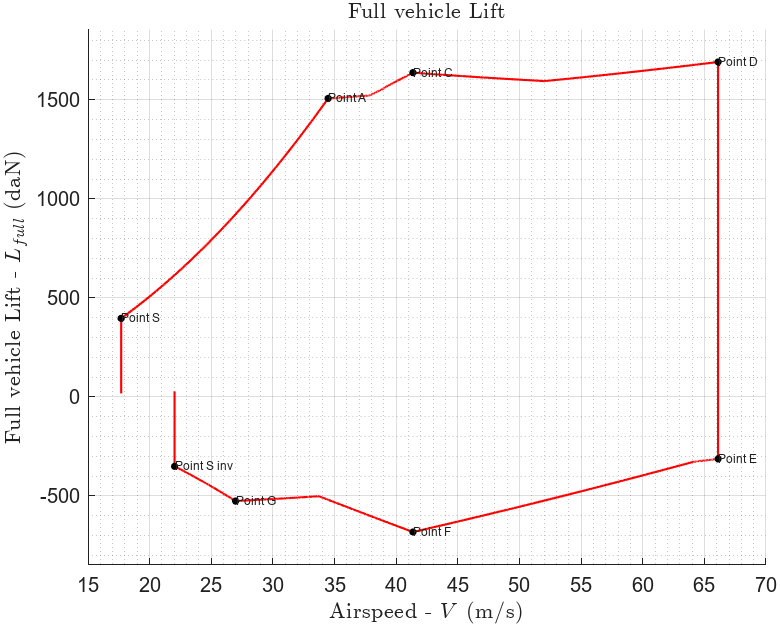 Full vehicle Lift
Full vehicle Lift - L_full (daN)
1500
1000
500
0
-500
Point A
Point C
Point D
Point S
Point S inv
Point G
Point F
Point E
15 20 25 30 35 40 45 50 55 60 65 70
Airspeed - V (m/s)